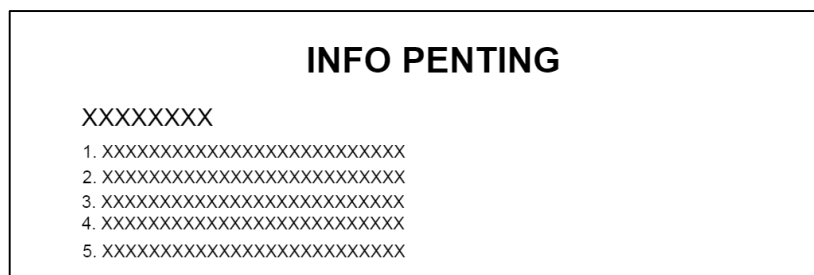 INFO PENTING
XXXXXXXX
1. XXXXXXXXXXXXXXXXXXXXXXXXXX
2. XXXXXXXXXXXXXXXXXXXXXXXXXX
3. XXXXXXXXXXXXXXXXXXXXXXXXXX
4. XXXXXXXXXXXXXXXXXXXXXXXXXX
5. XXXXXXXXXXXXXXXXXXXXXXXXXX